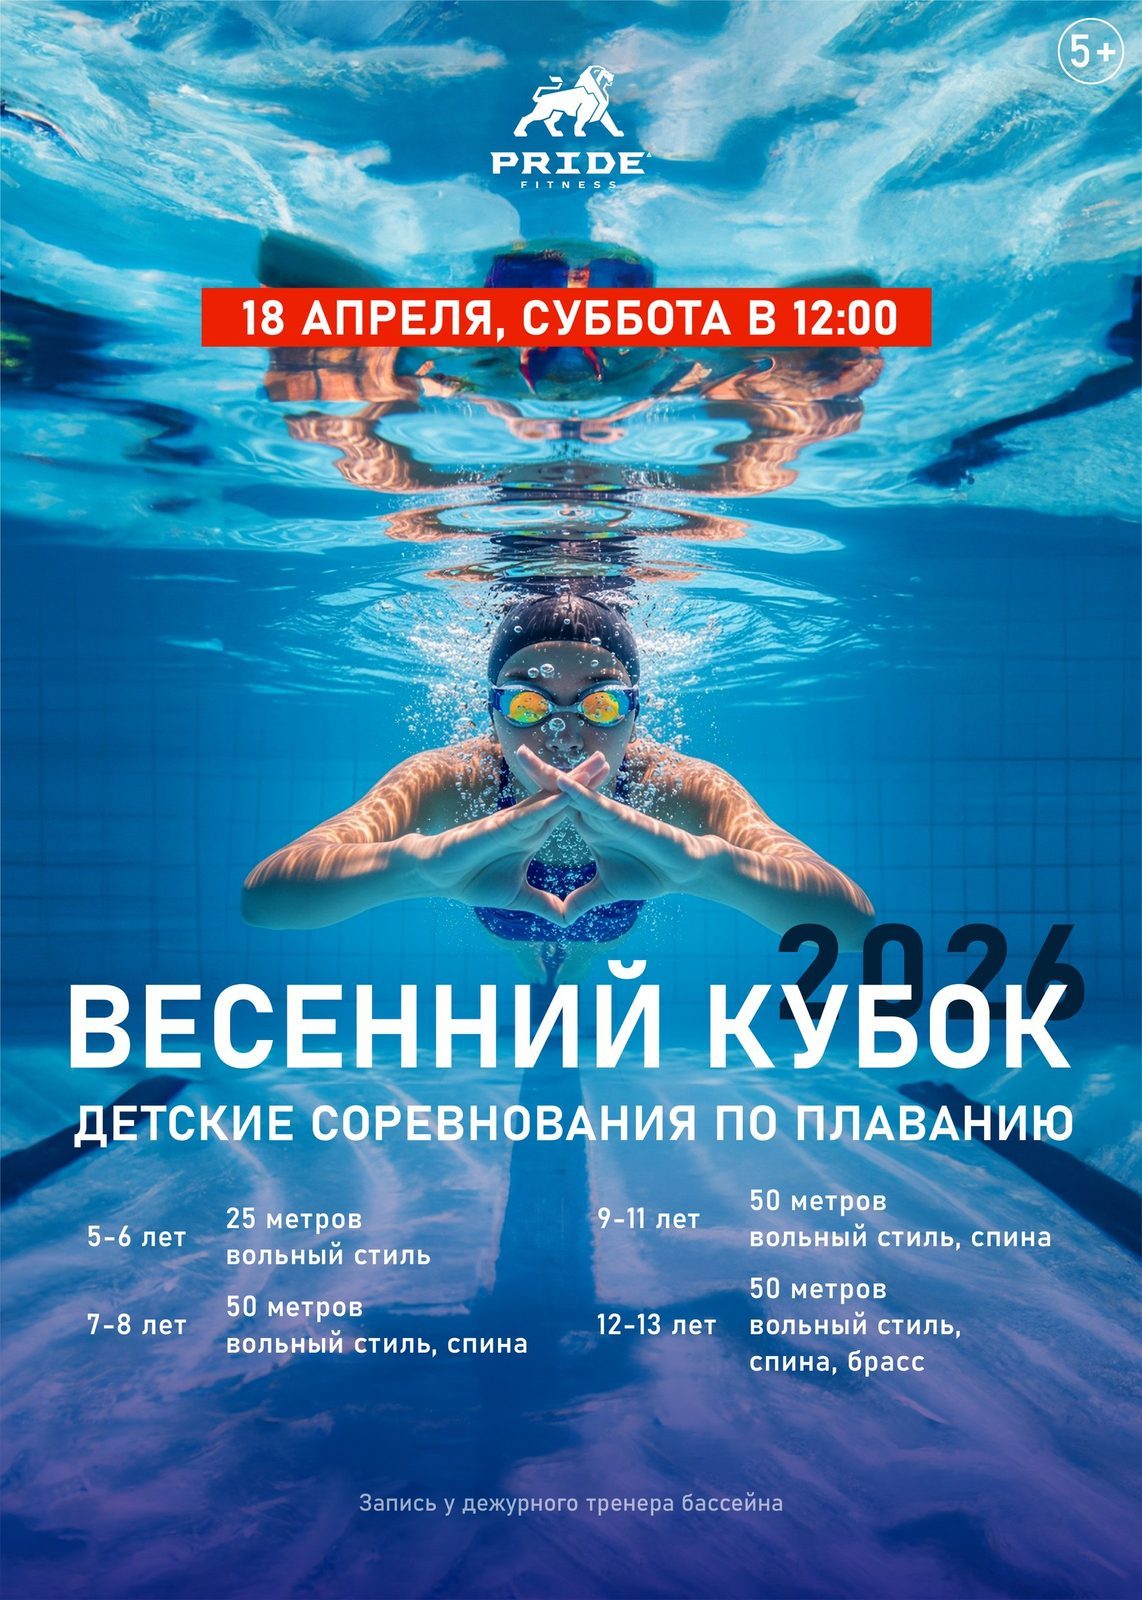 5+
PRIDE
FITNESS
18 АПРЕЛЯ, СУББОТА В 12:00
2026
ВЕСЕННИЙ КУБОК
ДЕТСКИЕ СОРЕВНОВАНИЯ ПО ПЛАВАНИЮ
5-6 лет
25 метров
вольный стиль
7-8 лет
50 метров
вольный стиль, спина
9-11 лет
50 метров
вольный стиль, спина
12-13 лет
50 метров
вольный стиль,
спина, брасс
Запись у дежурного тренера бассейна